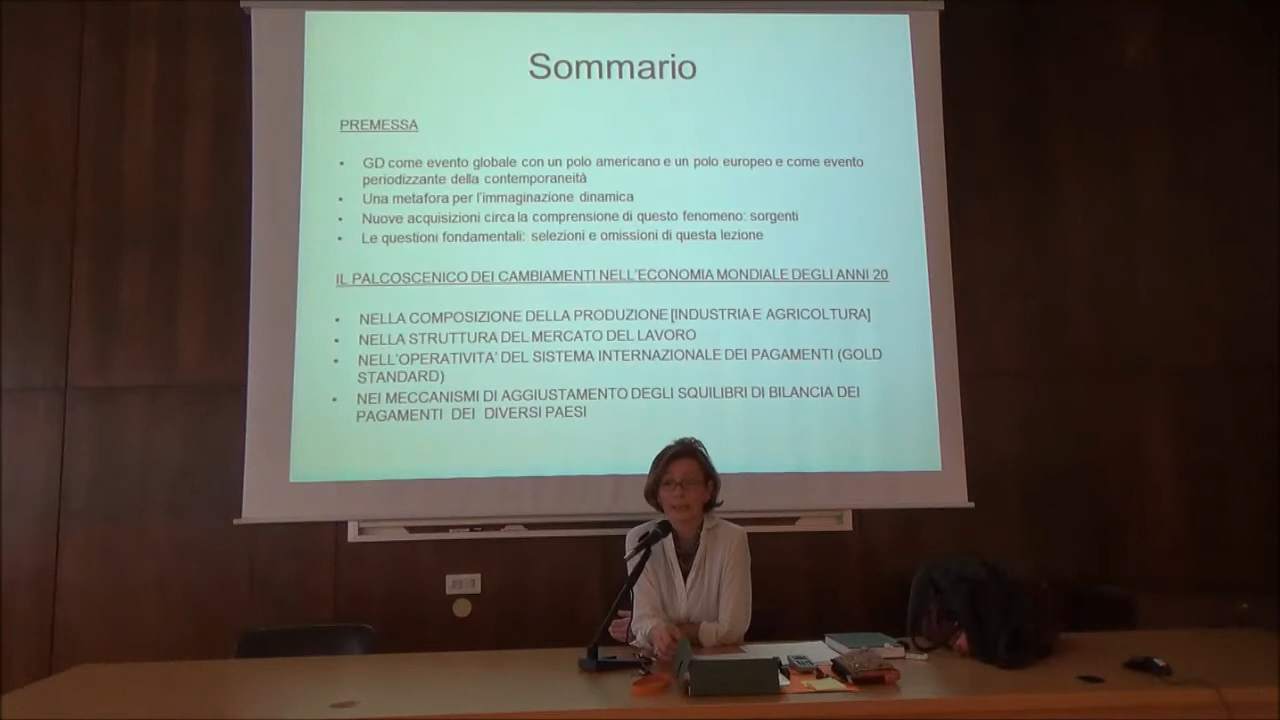 Sommario
PREMESSA
• GD come evento globale con un polo americano e un polo europeo e come evento
periodizzante della contemporaneità
• Una metafora per l'immaginazione dinamica
• Nuove acquisizioni circa la comprensione di questo fenomeno: sorgenti
• Le questioni fondamentali: selezioni e omissioni di questa lezione
IL PALCOSCENICO DEI CAMBIAMENTI NELL'ECONOMIA MONDIALE DEGLI ANNI 20
• NELLA COMPOSIZIONE DELLA PRODUZIONE [INDUSTRIA E AGRICOLTURA]
• NELLA STRUTTURA DEL MERCATO DEL LAVORO
• NELL'OPERATIVITA' DEL SISTEMA INTERNAZIONALE DEI PAGAMENTI (GOLD
STANDARD)
• NEI MECCANISMI DI AGGIUSTAMENTO DEGLI SQUILIBRI DI BILANCIA DEI
PAGAMENTI DEI DIVERSI PAESI